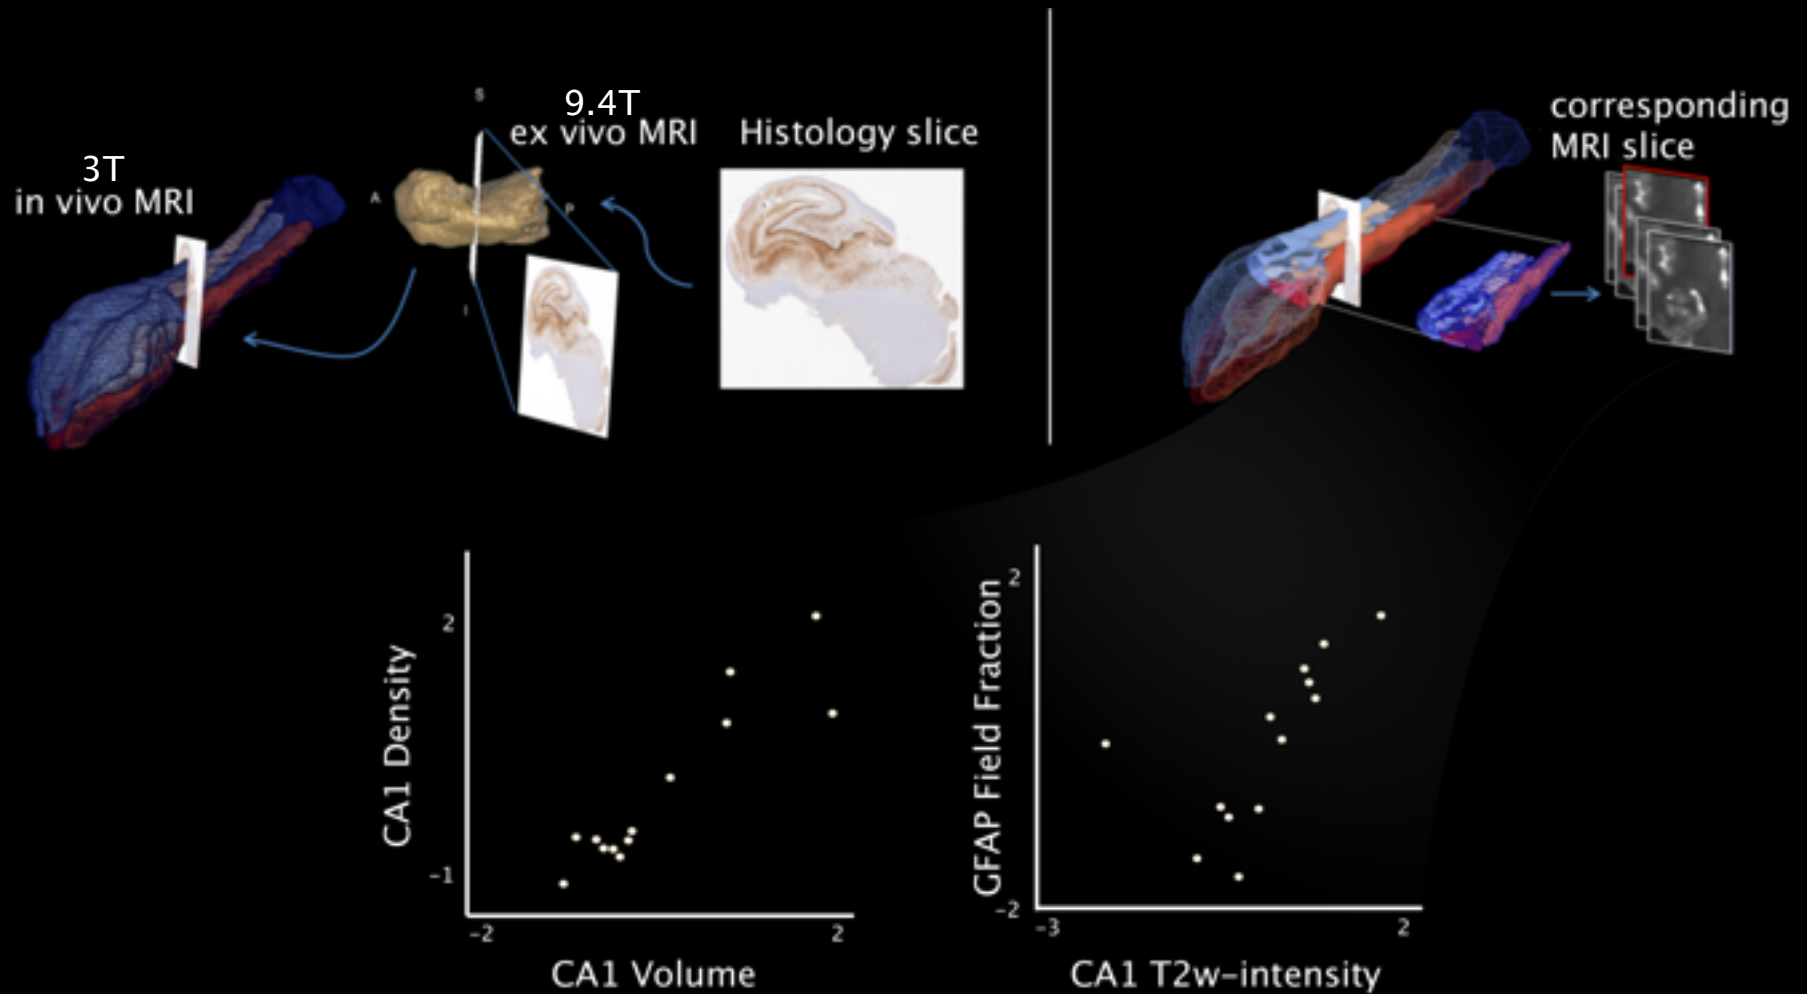 3T
in vivo MRI
S
A
P
I
9.4T
ex vivo MRI
Histology slice
corresponding
MRI slice
CA1 Density
2
-1
-2
2
CA1 Volume
GFAP Field Fraction
2
-2
-3
2
CA1 T2w-intensity